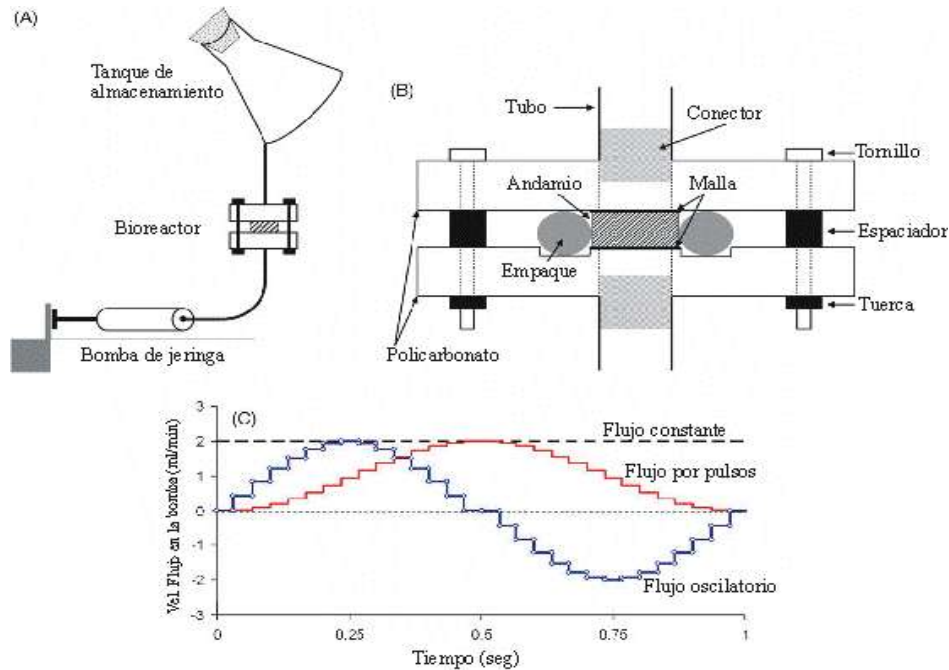 (A)
Tanque de
almacenamiento
Bioreactor
Bomba de jeringa
(B)
Tubo
Conector
Tornillo
Andamio
Malla
Espaciador
Empaque
Tuerca
Policarbonato
(C)
Vel. Flujo en la bomba (ml/min)
3
2
1
0
-1
-2
-3
Flujo constante
Flujo por pulsos
Flujo oscilatorio
0
0.25
0.5
0.75
1
Tiempo (seg)